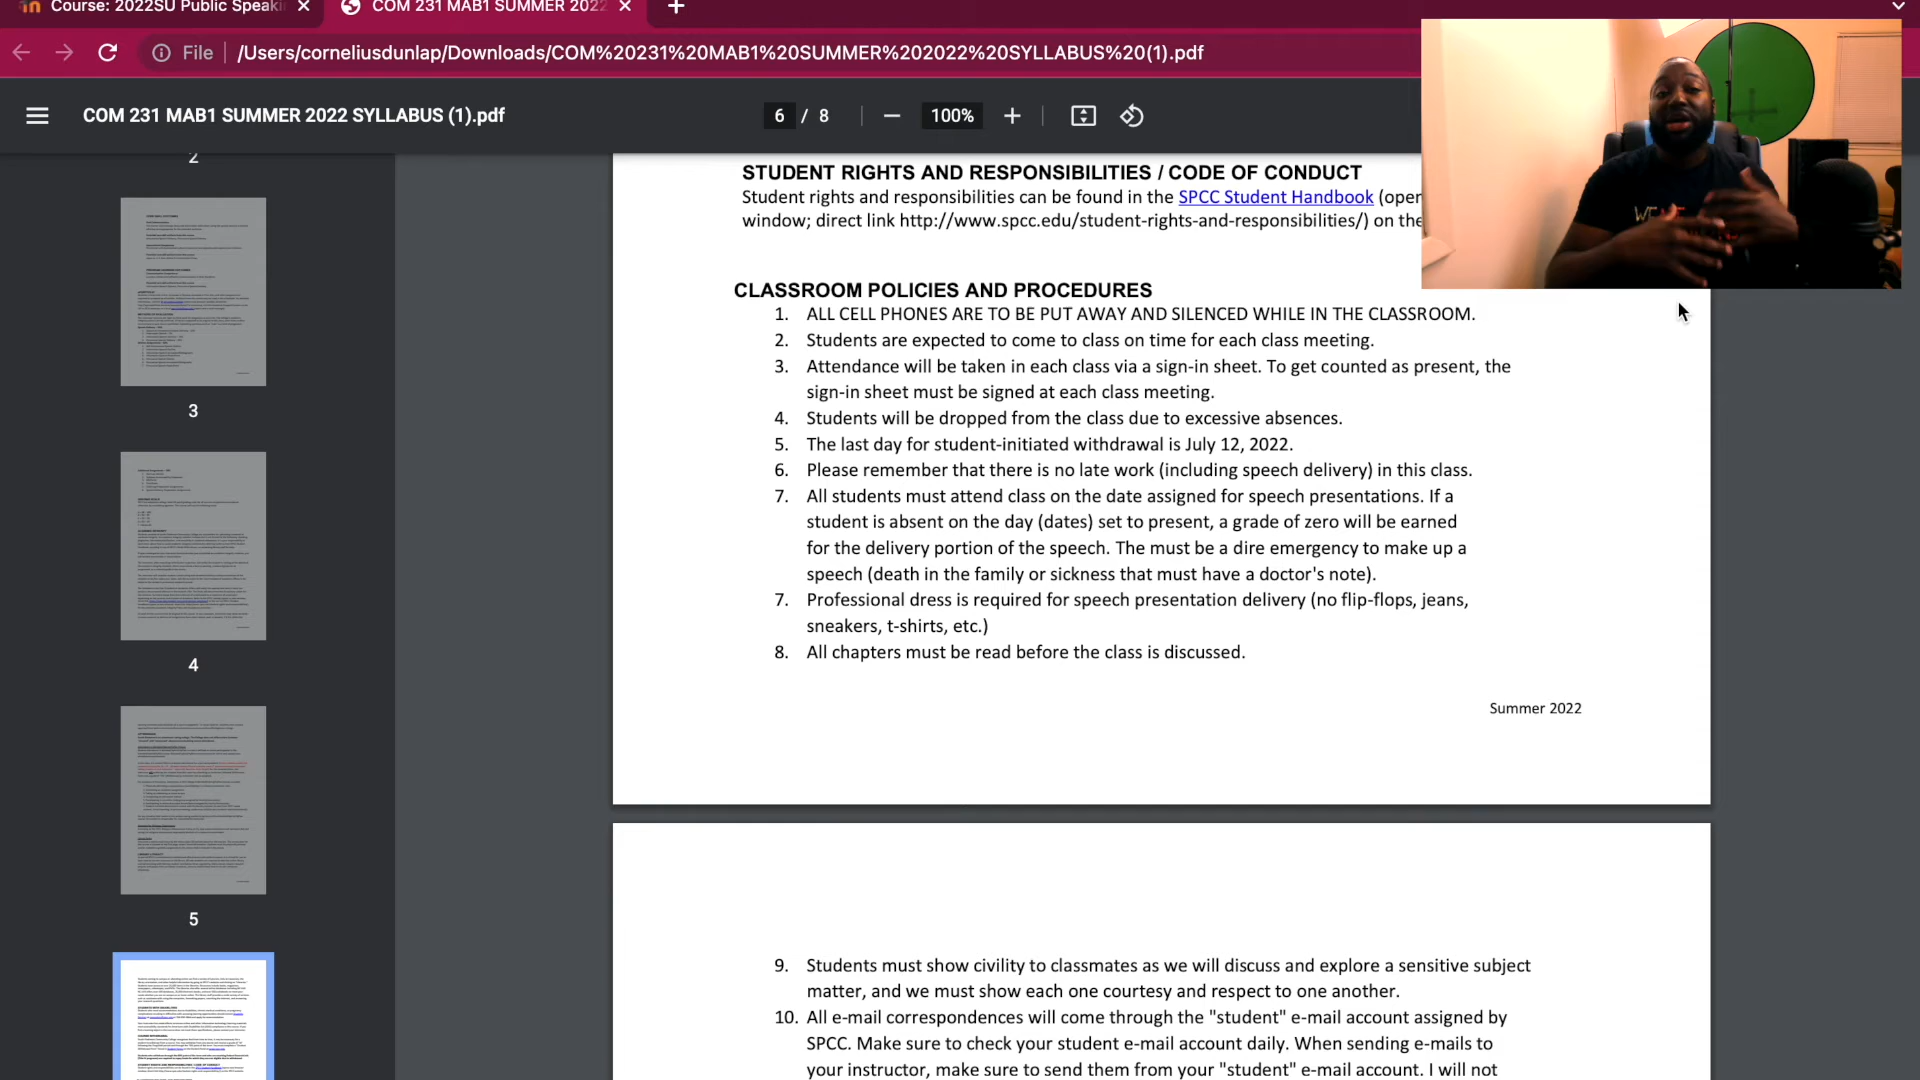 Course: 2022SU Public Speaki
COM 231 MAB1 SUMMER 2022
File
/Users/corneliusdunlap/Downloads/COM%20231%20MAB1%20SUMMER%202022%20SYLLABUS%20(1).pdf
COM 231 MAB1 SUMMER 2022 SYLLABUS (1).pdf
6 / 8
100%
2
3
4
5
STUDENT RIGHTS AND RESPONSIBILITIES / CODE OF CONDUCT
Student rights and responsibilities can be found in the SPCC Student Handbook (oper
window; direct link http://www.spcc.edu/student-rights-and-responsibilities/) on the
CLASSROOM POLICIES AND PROCEDURES
1. ALL CELL PHONES ARE TO BE PUT AWAY AND SILENCED WHILE IN THE CLASSROOM.
2. Students are expected to come to class on time for each class meeting.
3. Attendance will be taken in each class via a sign-in sheet. To get counted as present, the
sign-in sheet must be signed at each class meeting.
4. Students will be dropped from the class due to excessive absences.
5. The last day for student-initiated withdrawal is July 12, 2022.
6. Please remember that there is no late work (including speech delivery) in this class.
7. All students must attend class on the date assigned for speech presentations. If a
student is absent on the day (dates) set to present, a grade of zero will be earned
for the delivery portion of the speech. The must be a dire emergency to make up a
speech (death in the family or sickness that must have a doctor's note).
7. Professional dress is required for speech presentation delivery (no flip-flops, jeans,
sneakers, t-shirts, etc.)
8. All chapters must be read before the class is discussed.
Summer 2022
9. Students must show civility to classmates as we will discuss and explore a sensitive subject
matter, and we must show each one courtesy and respect to one another.
10. All e-mail correspondences will come through the "student" e-mail account assigned by
SPCC. Make sure to check your student e-mail account daily. When sending e-mails to
your instructor, make sure to send them from your "student" e-mail account. I will not